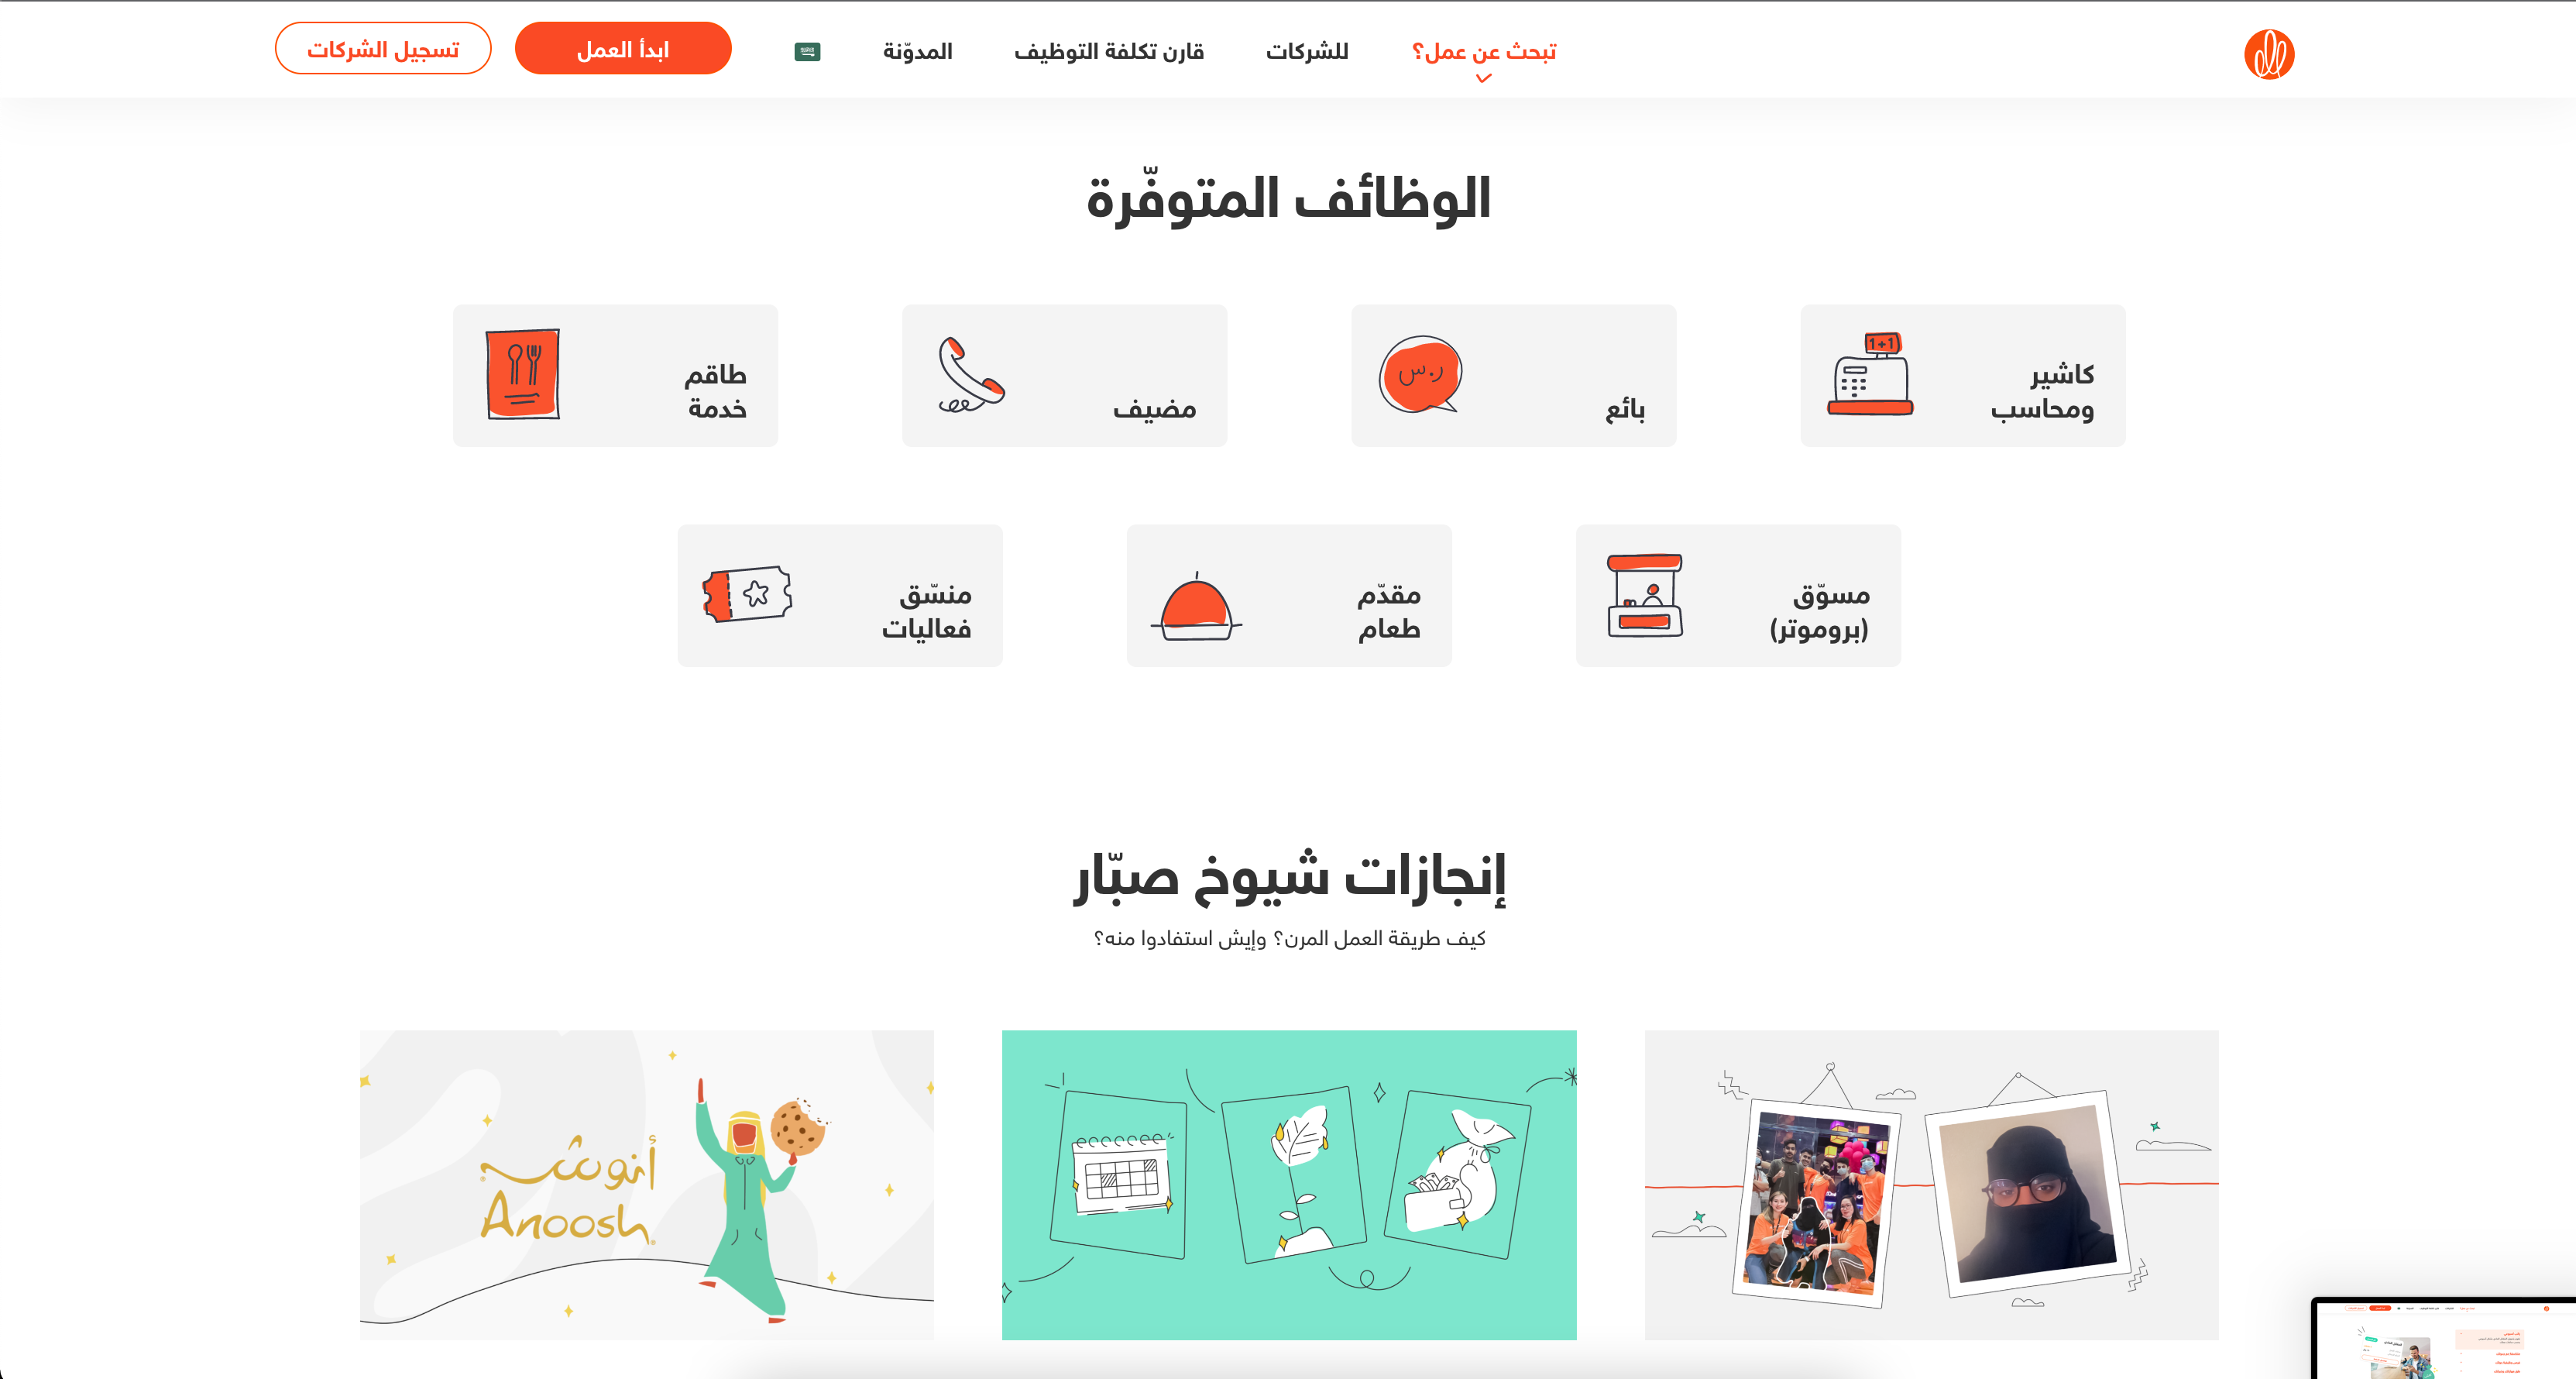 تبحث عن عمل؟
للشركات
قارن تكلفة التوظيف
المدوّنة
ابدأ العمل
تسجيل الشركات
الوظائف المتوفّرة
كاشير
ومحاسب
1+1
بائع
ر.س
مضيف
طاقم
خدمة
مسوّق
(بروموتر)
مقدّم
طعام
منسّق
فعاليات
إنجازات شيوخ صبّار
كيف طريقة العمل المرن؟ وإيش استفادوا منه؟
أنوش
Anoosh